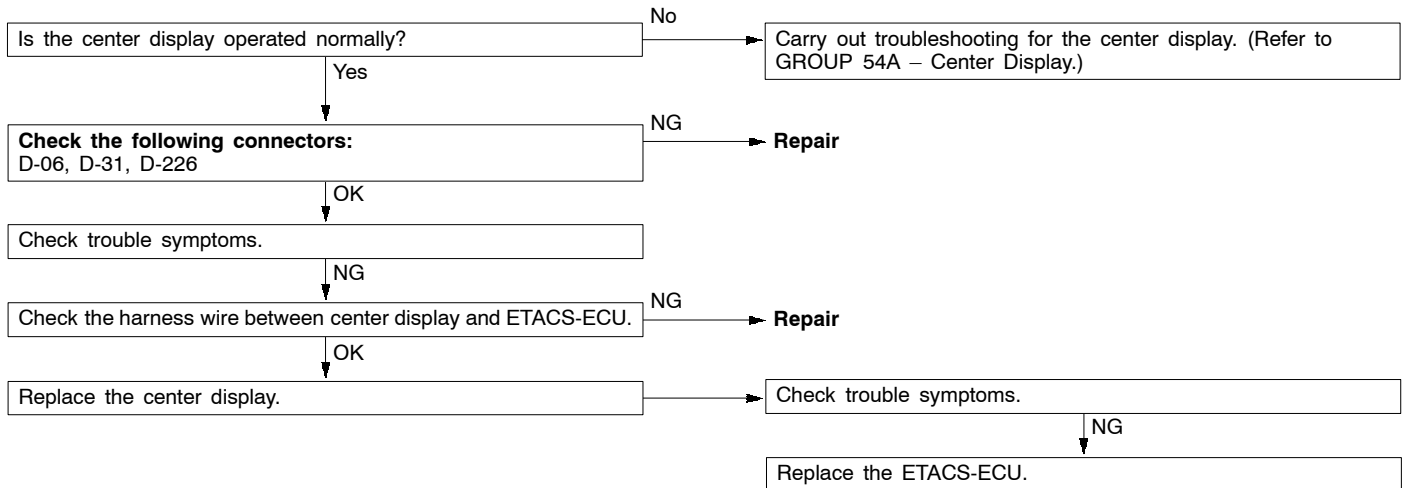 Is the center display operated normally?
No
Carry out troubleshooting for the center display. (Refer to
GROUP 54A – Center Display.)
Yes
Check the following connectors:
D-06, D-31, D-226
NG
Repair
OK
Check trouble symptoms.
NG
Check the harness wire between center display and ETACS-ECU.
NG
Repair
OK
Replace the center display.
Check trouble symptoms.
NG
Replace the ETACS-ECU.